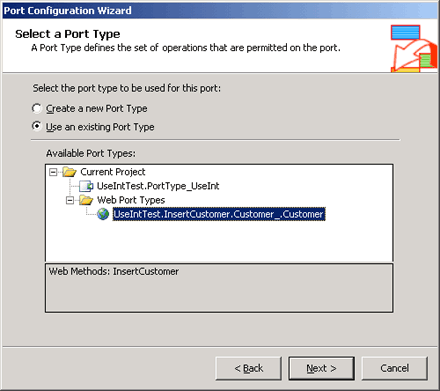 Port Configuration Wizard
Select a Port Type
A Port Type defines the set of operations that are permitted on the port.
Select the port type to be used for this port:
Create a new Port Type
Use an existing Port Type
Available Port Types:
Current Project
UseIntTest.PortType_UseInt
Web Port Types
UseIntTest.InsertCustomer.Customer_.Customer
Web Methods: InsertCustomer
< Back
Next >
Cancel